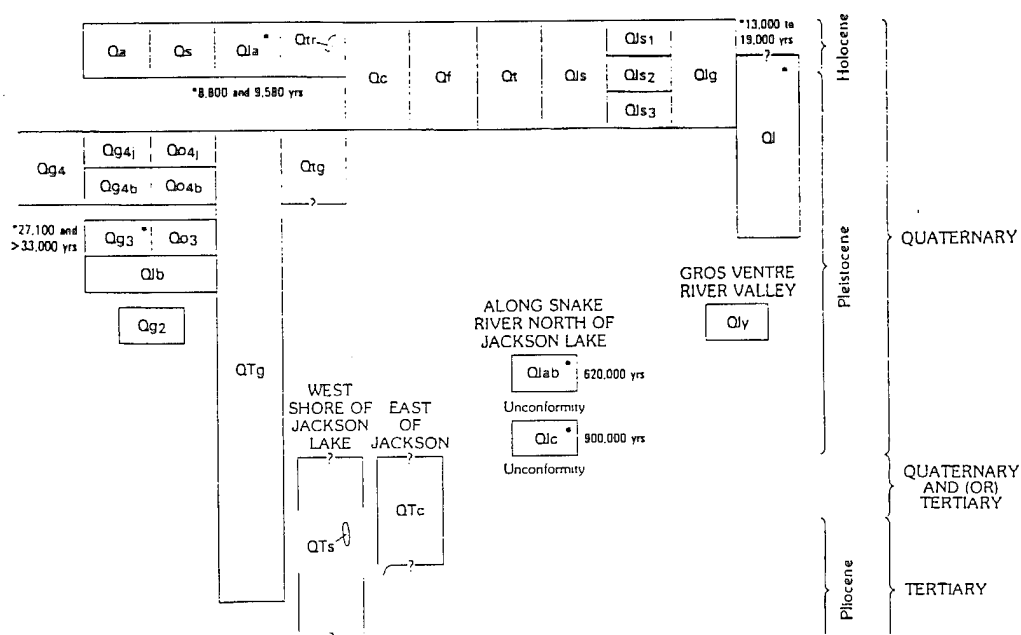 Qa
Qs
Qla*
Qtr
*8,800 and 9,580 yrs
Qc
Qf
Qt
Qls
Qls1
Qls2
Qls3
Qlg
*13,000 to
19,000 yrs
?
Ql
*
Qg4
Qg4j
Qo4j
Qg4b
Qo4b
Qtg
?
*27,100 and
>33,000 yrs
Qg3*
Qo3
Qlb
Qg2
QTg
GROS VENTRE
RIVER VALLEY
Qly
ALONG SNAKE
RIVER NORTH OF
JACKSON LAKE
Qlab*
620,000 yrs
Unconformity
Qlc*
900,000 yrs
Unconformity
WEST
SHORE OF
JACKSON
LAKE
?
QTs
?
EAST
OF
JACKSON
?
QTc
?
Holocene
Pleistocene
Pliocene
QUATERNARY
QUATERNARY
AND (OR)
TERTIARY
TERTIARY